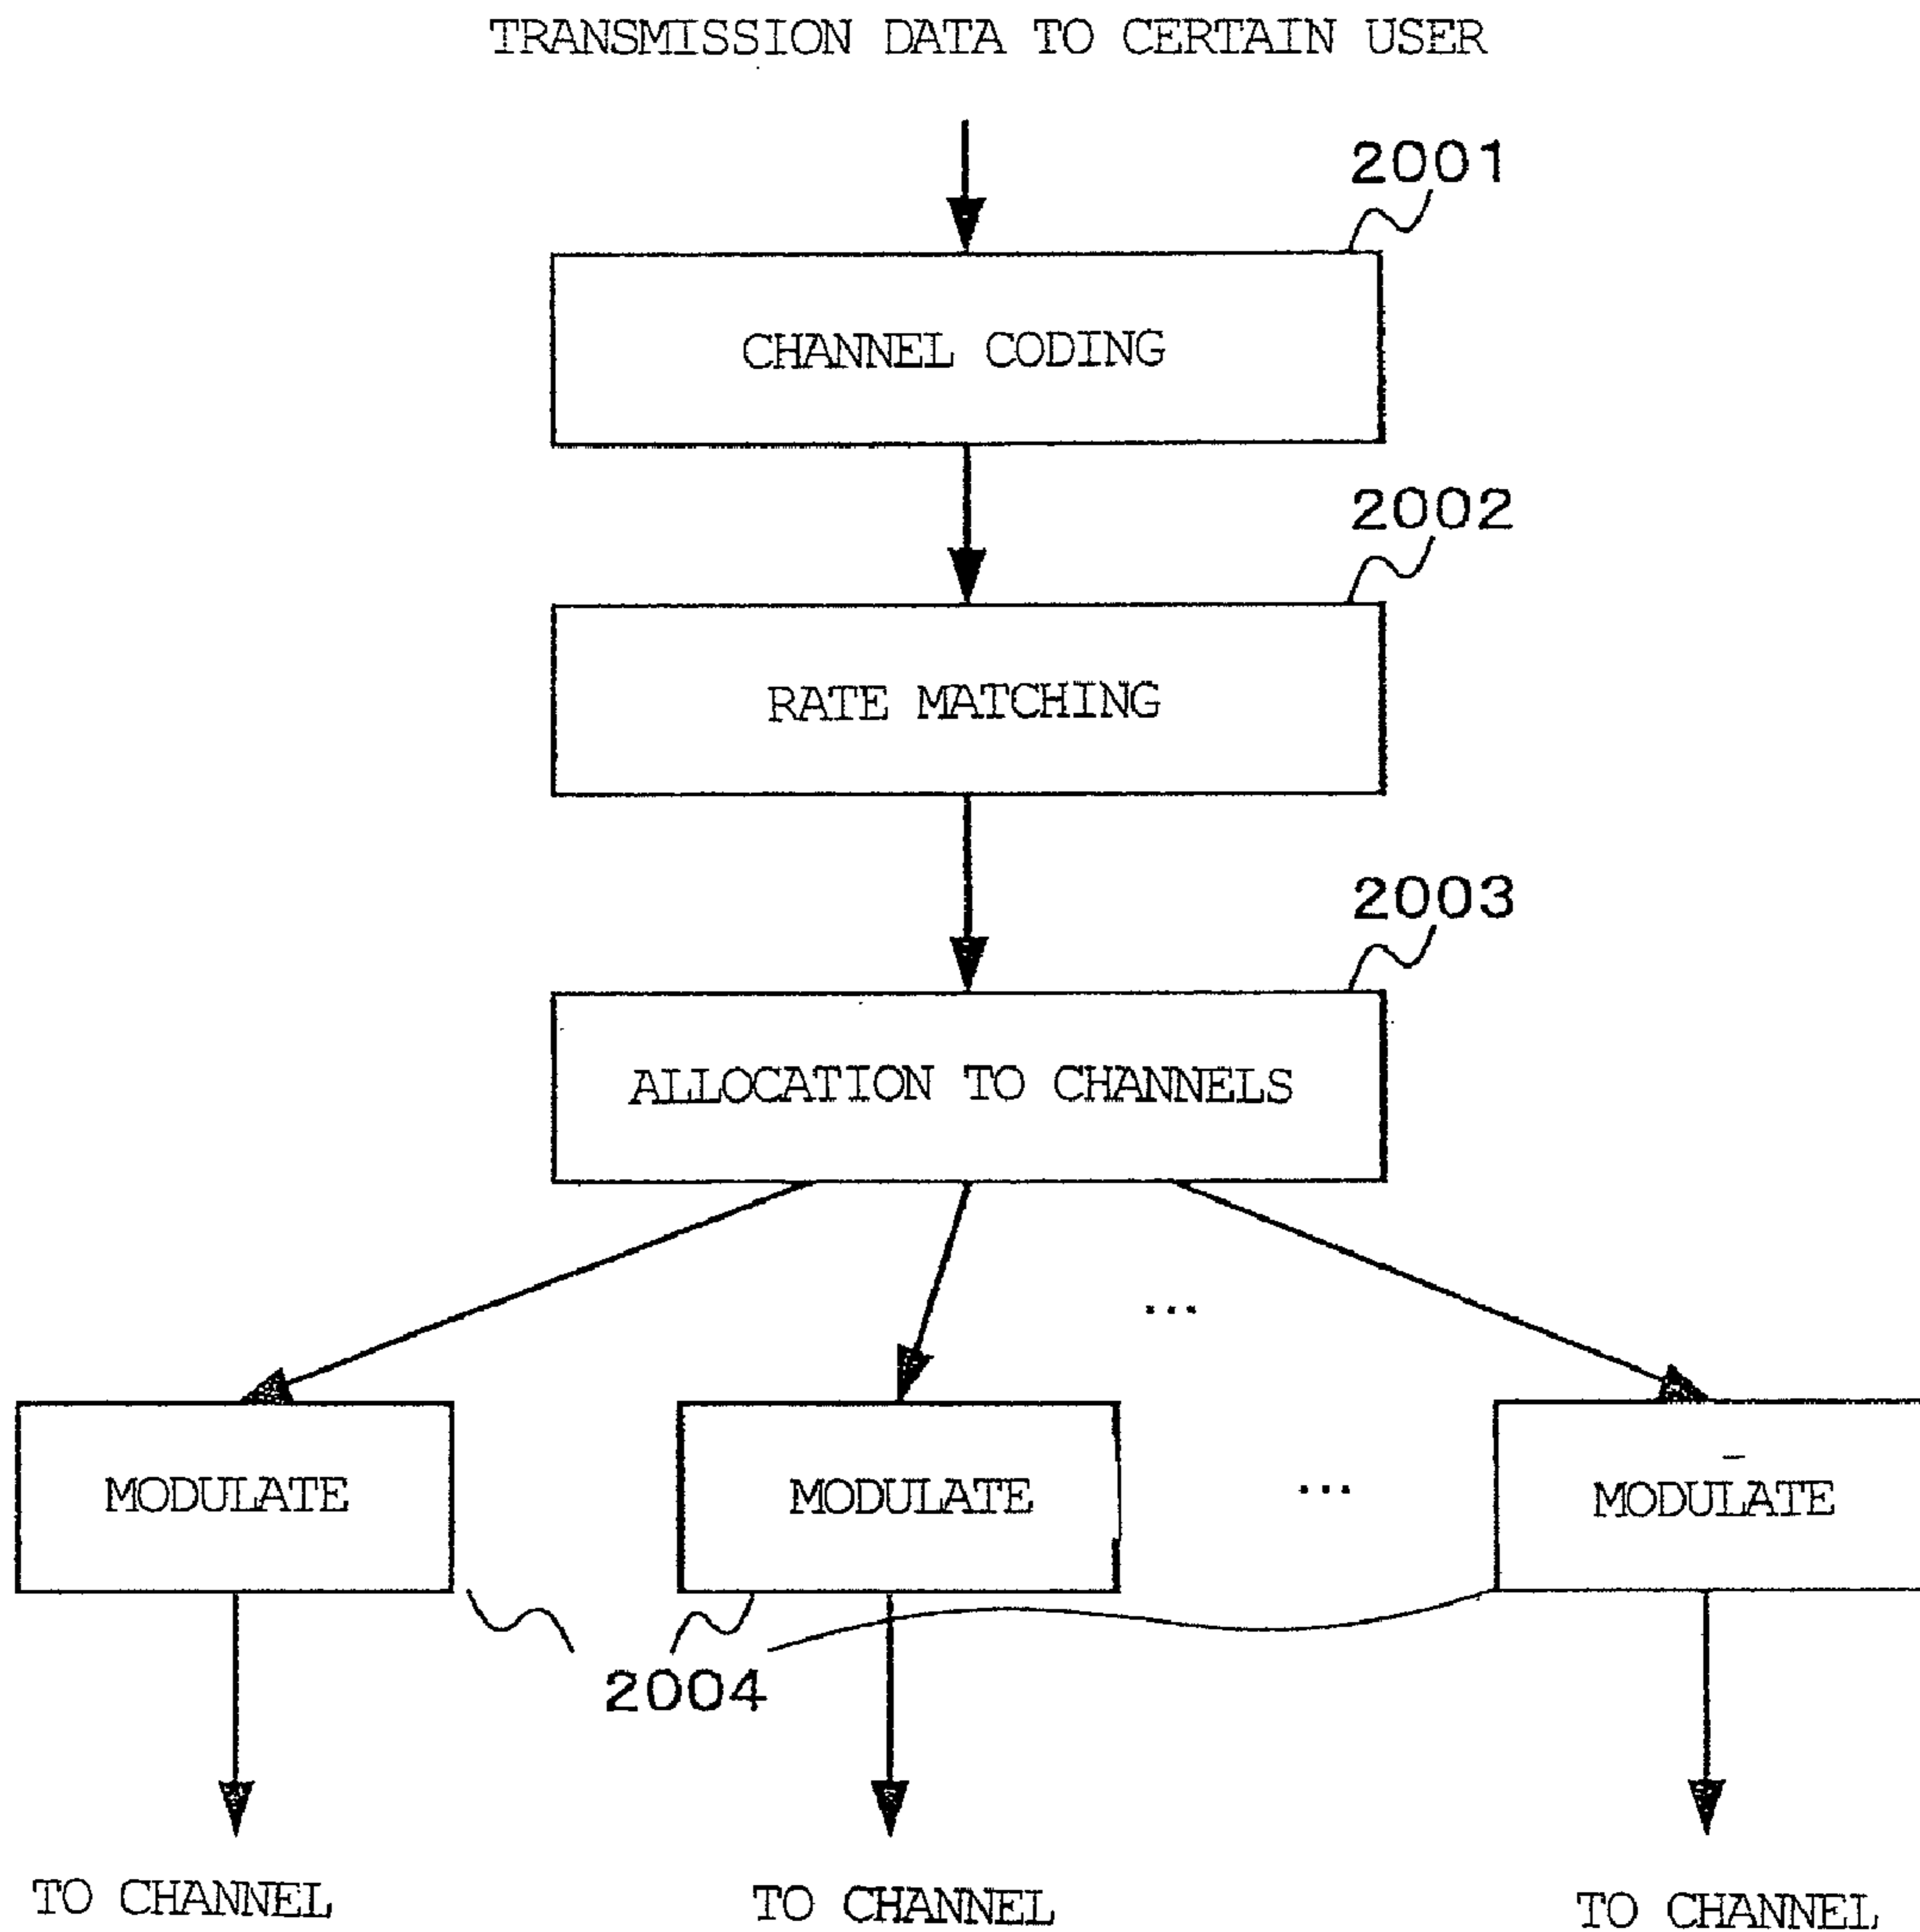 TRANSMISSION DATA TO CERTAIN USER
2001
CHANNEL CODING
2002
RATE MATCHING
2003
ALLOCATION TO CHANNELS
...
MODULATE
MODULATE
...
MODULATE
2004
TO CHANNEL
TO CHANNEL
TO CHANNEL